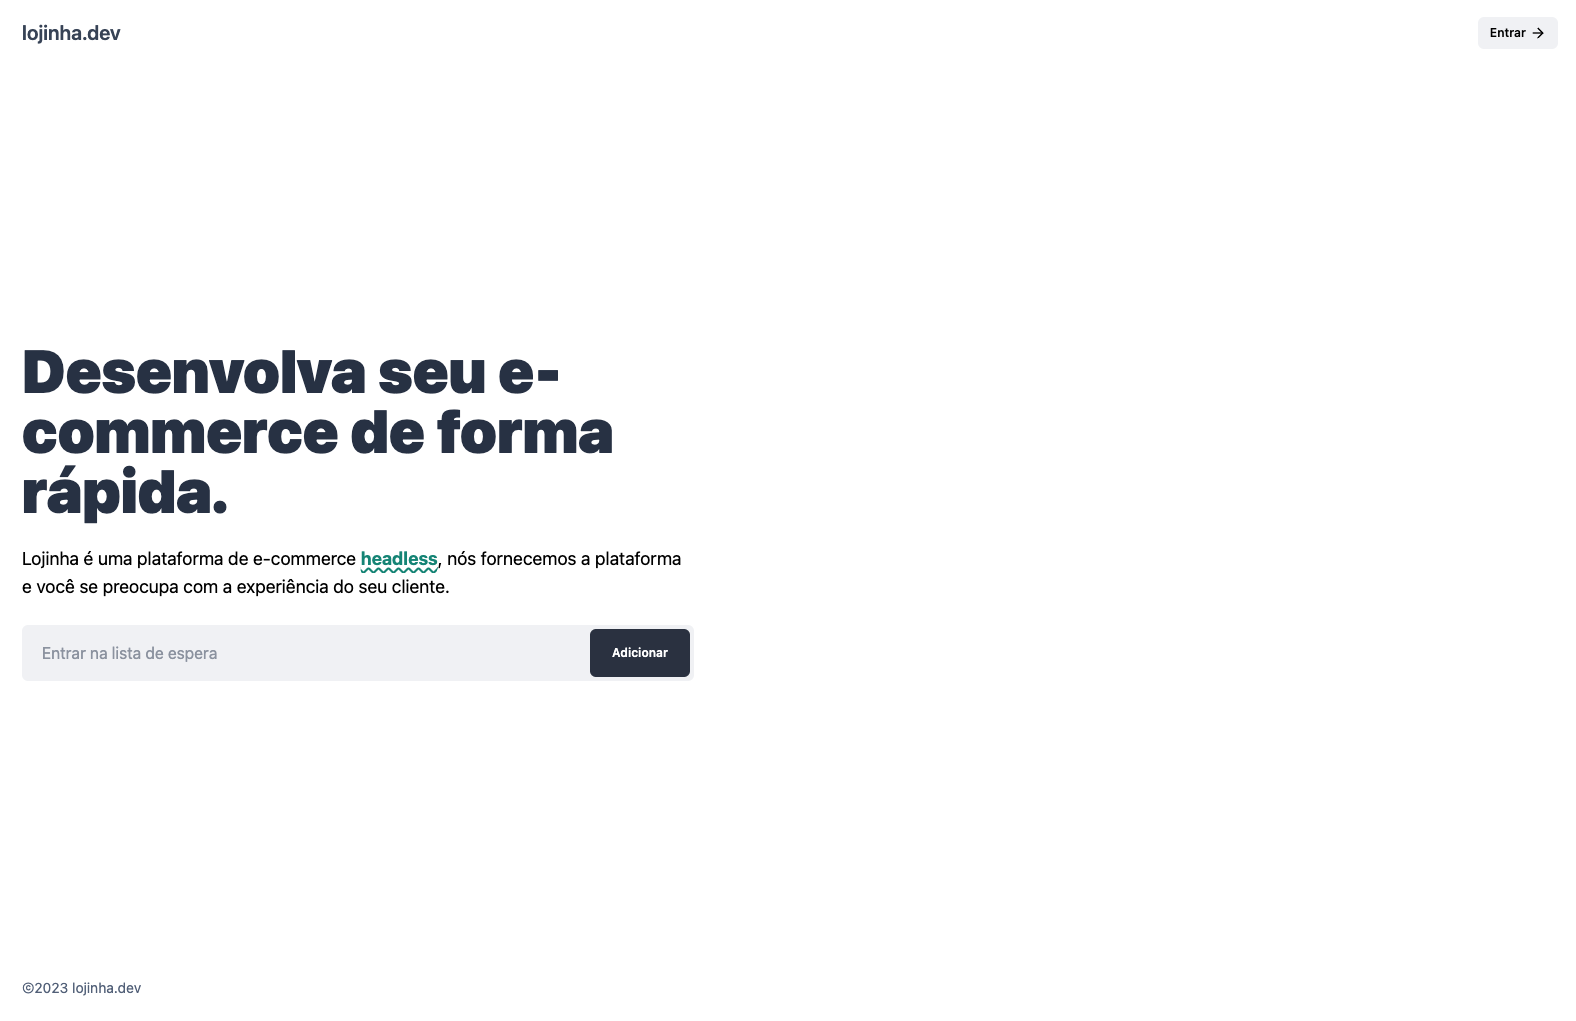 lojinha.dev
Entrar →
Desenvolva seu e-
commerce de forma
rápida.
Lojinha é uma plataforma de e-commerce headless, nós fornecemos a plataforma
e você se preocupa com a experiência do seu cliente.
Entrar na lista de espera
Adicionar
©2023 lojinha.dev